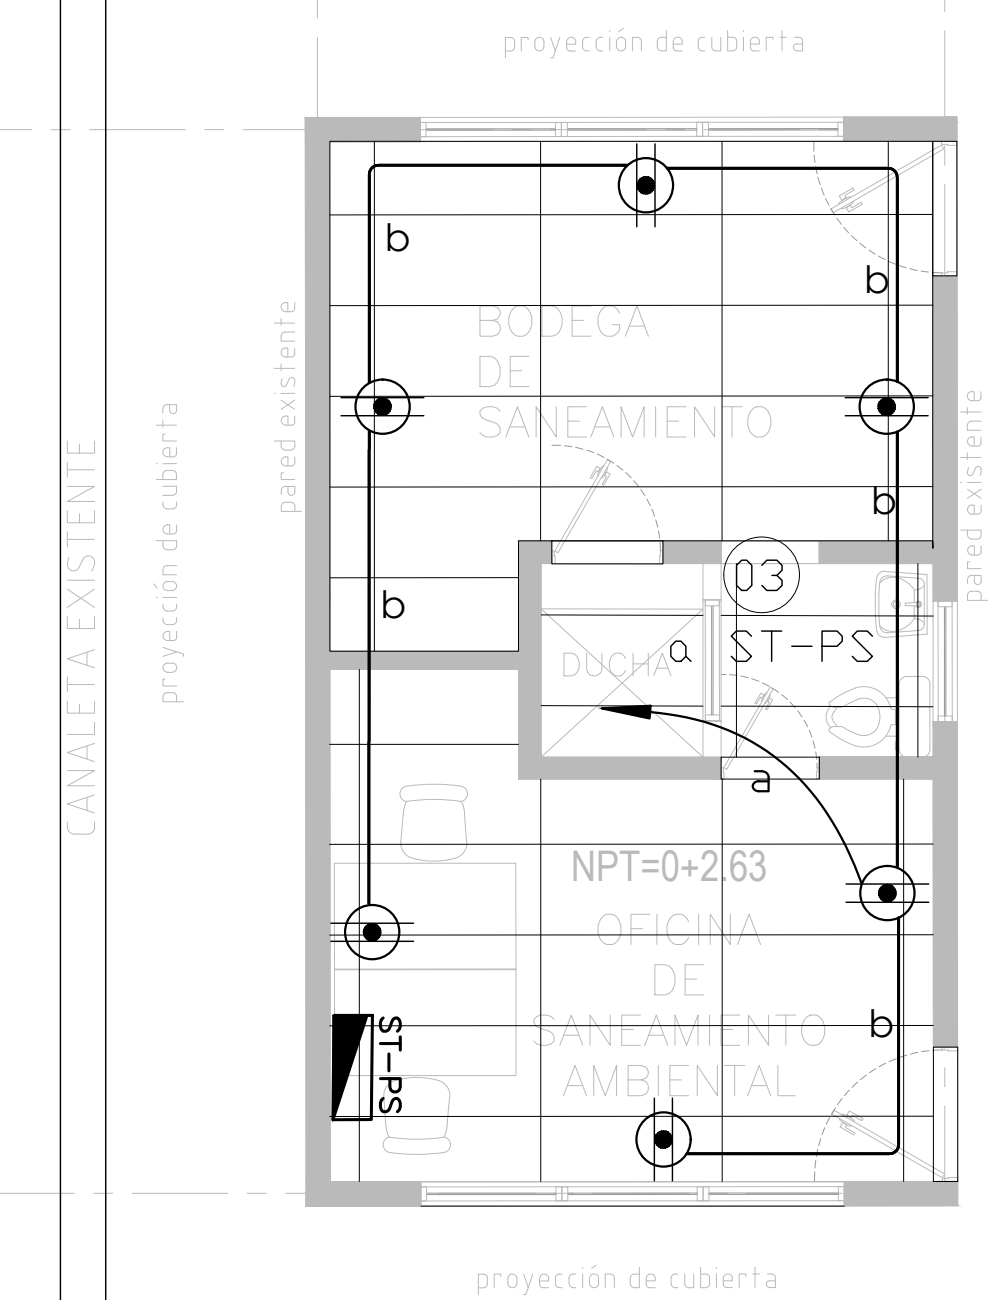 proyección de cubierta
b
b
pared existente
BODEGA
DE
SANEAMIENTO
pared existente
proyección de cubierta
CANALETA EXISTENTE
b
03
b
DUCHA
a
ST-PS
a
NPT=0+2.63
OFICINA
DE
SANEAMIENTO
AMBIENTAL
b
ST-PS
proyección de cubierta